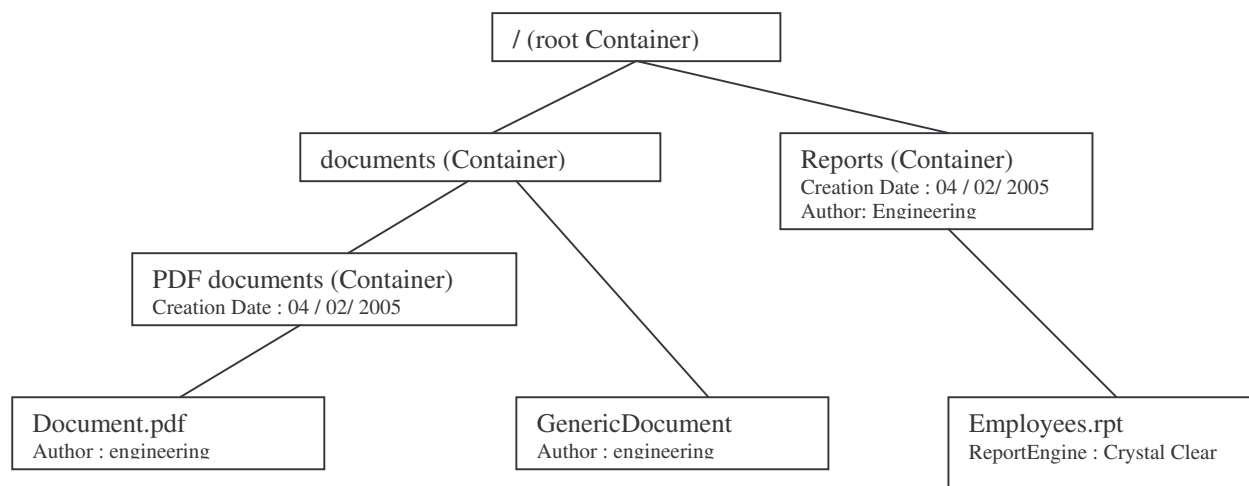 / (root Container)
documents (Container)
Reports (Container)
Creation Date : 04 / 02/ 2005
Author: Engineering
PDF documents (Container)
Creation Date : 04 / 02/ 2005
Document.pdf
Author : engineering
GenericDocument
Author : engineering
Employees.rpt
ReportEngine : Crystal Clear